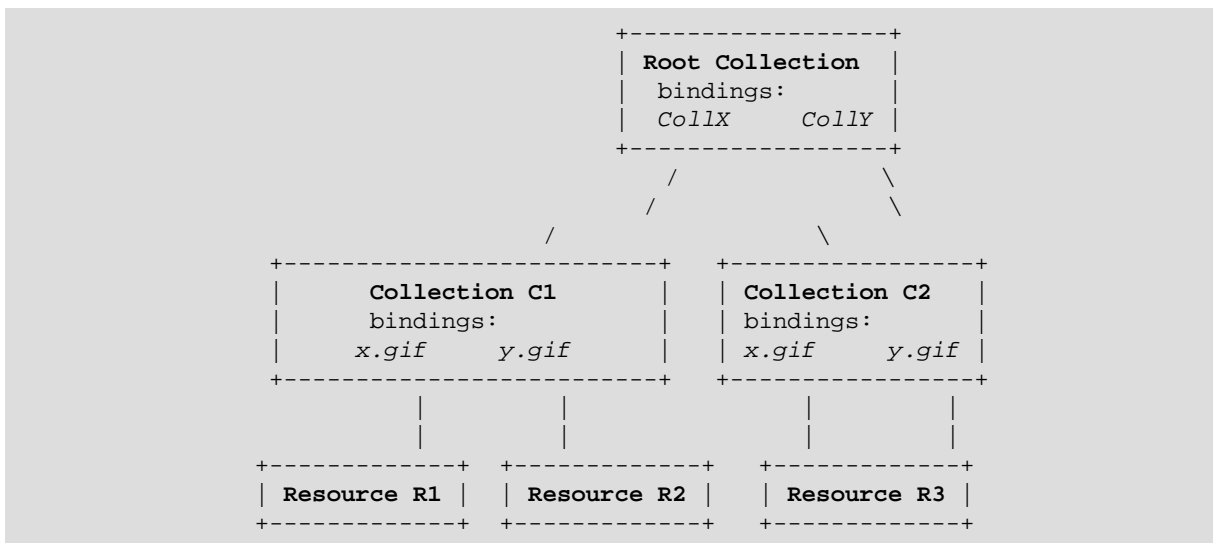 Root Collection
bindings:
CollX CollY
Collection C1 Collection C2
bindings: bindings:
x.gif y.gif x.gif y.gif
Resource R1 Resource R2 Resource R3